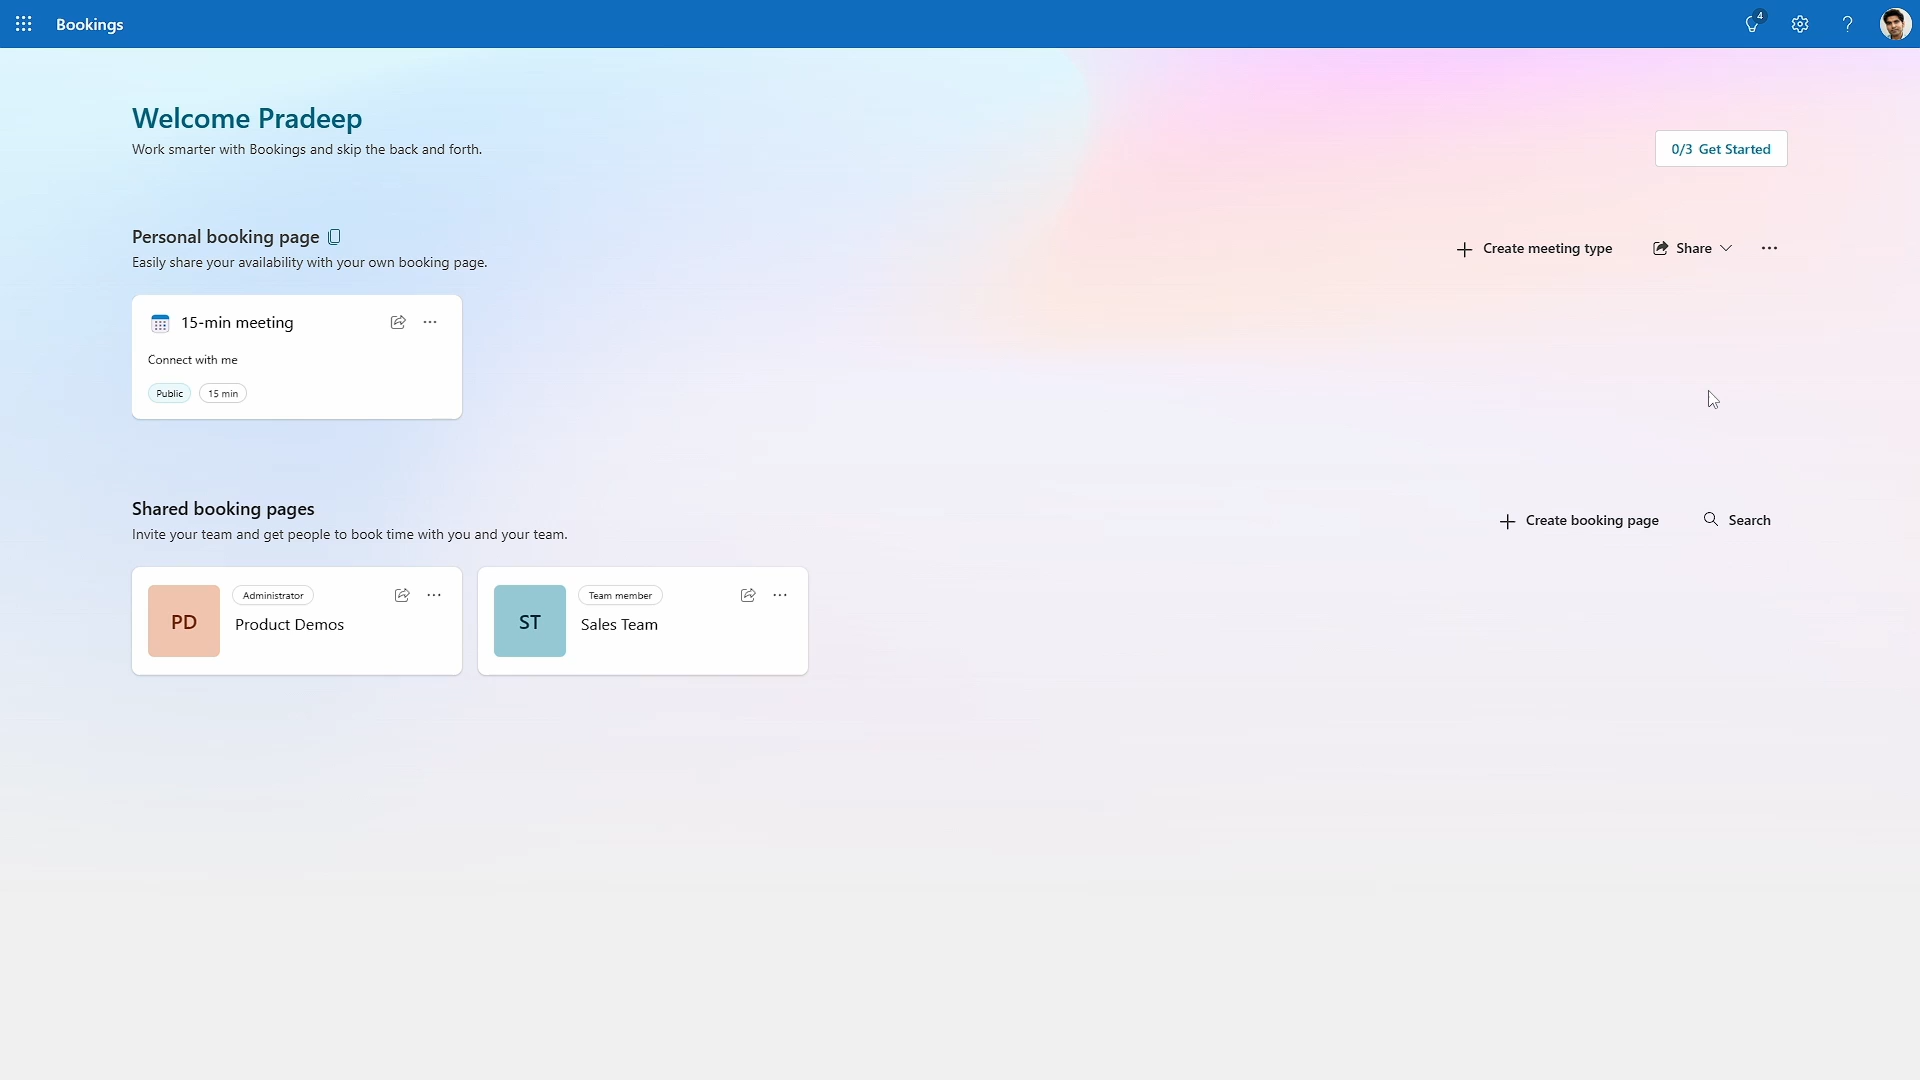 Bookings
4
Welcome Pradeep
Work smarter with Bookings and skip the back and forth.
0/3 Get Started
Personal booking page
Easily share your availability with your own booking page.
Create meeting type
Share
15-min meeting
Connect with me
Public
15 min
Shared booking pages
Invite your team and get people to book time with you and your team.
Create booking page
Search
PD
Administrator
Product Demos
ST
Team member
Sales Team